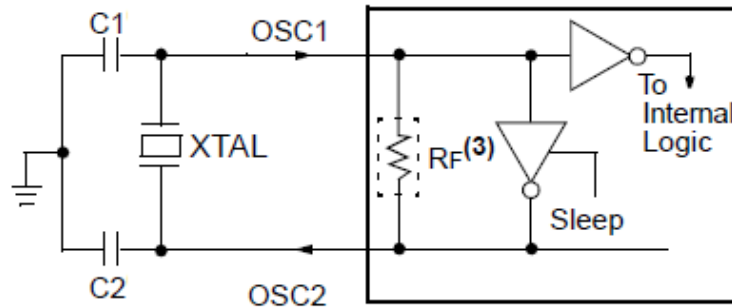 C1
OSC1
To
Internal
Logic
XTAL
RF(3)
Sleep
C2
OSC2